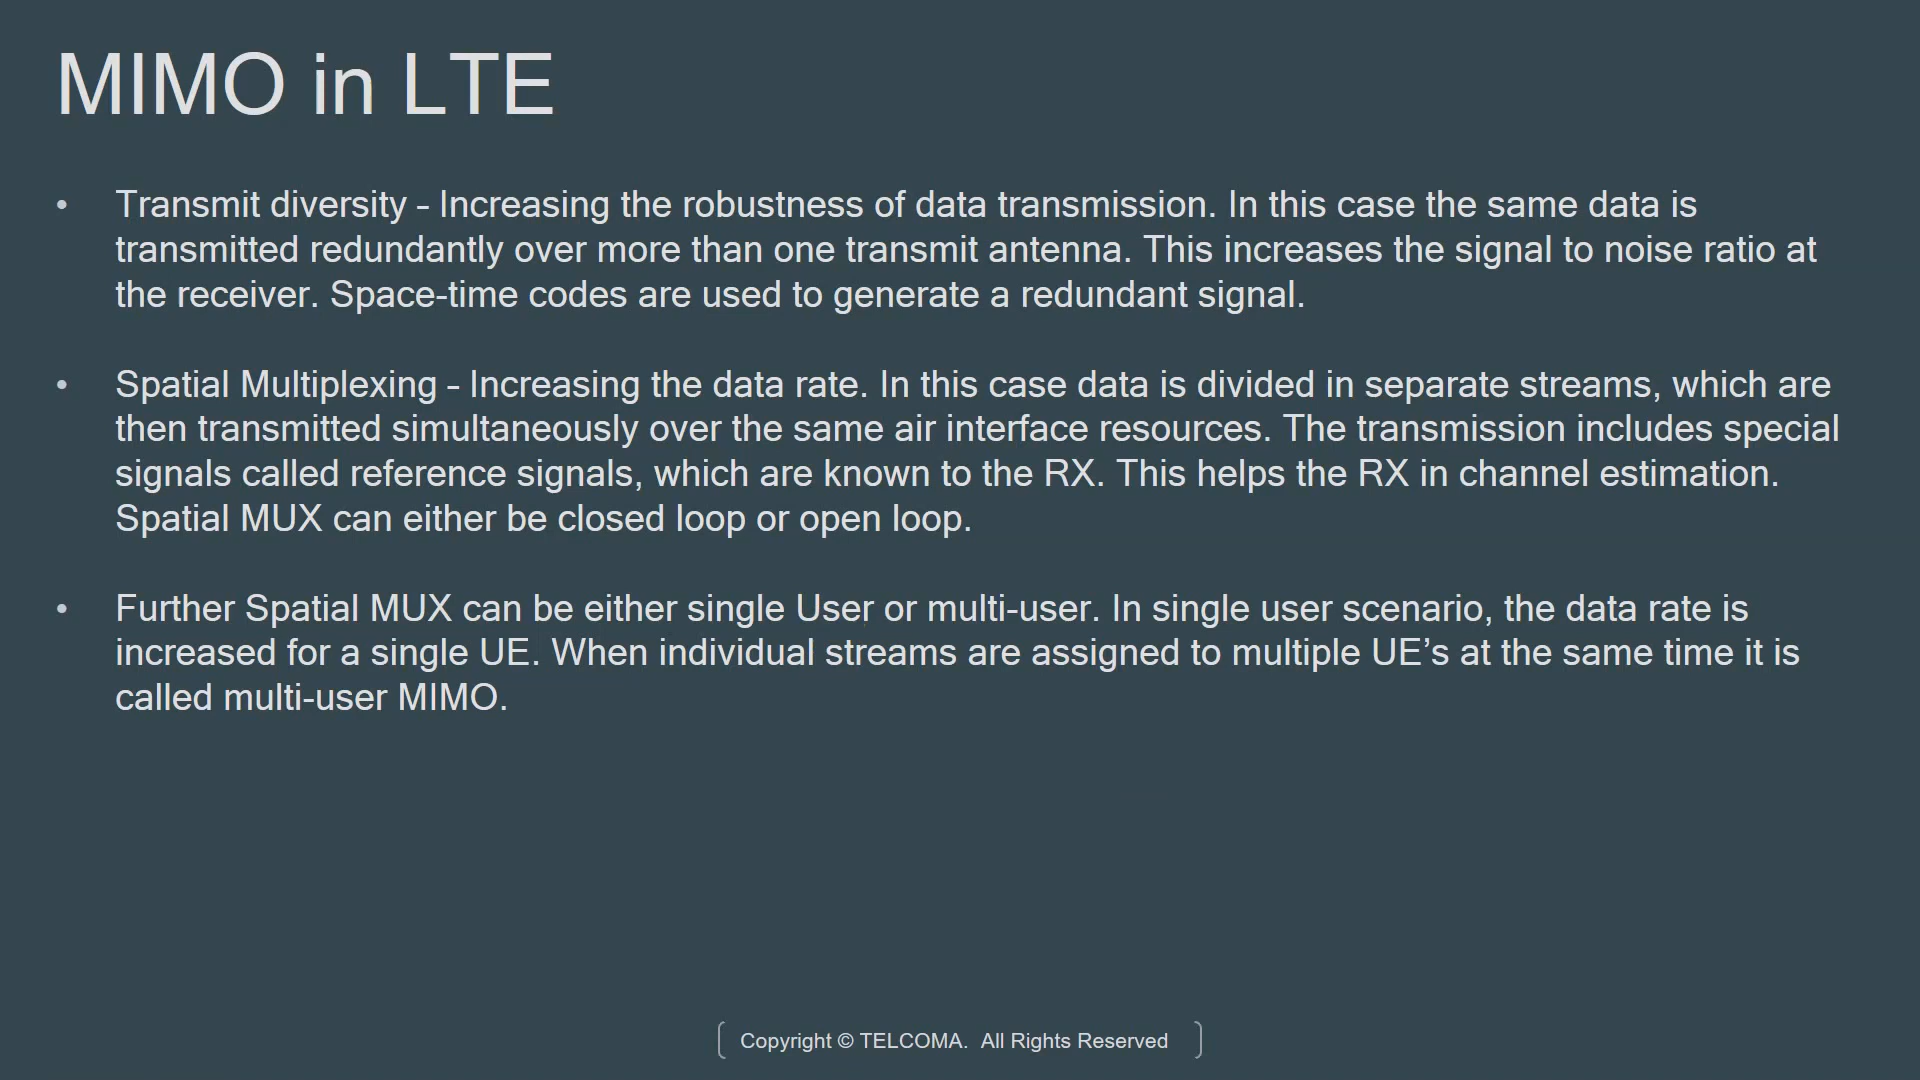 MIMO in LTE
• Transmit diversity – Increasing the robustness of data transmission. In this case the same data is
transmitted redundantly over more than one transmit antenna. This increases the signal to noise ratio at
the receiver. Space-time codes are used to generate a redundant signal.
• Spatial Multiplexing – Increasing the data rate. In this case data is divided in separate streams, which are
then transmitted simultaneously over the same air interface resources. The transmission includes special
signals called reference signals, which are known to the RX. This helps the RX in channel estimation.
Spatial MUX can either be closed loop or open loop.
• Further Spatial MUX can be either single User or multi-user. In single user scenario, the data rate is
increased for a single UE. When individual streams are assigned to multiple UE’s at the same time it is
called multi-user MIMO.
Copyright © TELCOMA. All Rights Reserved